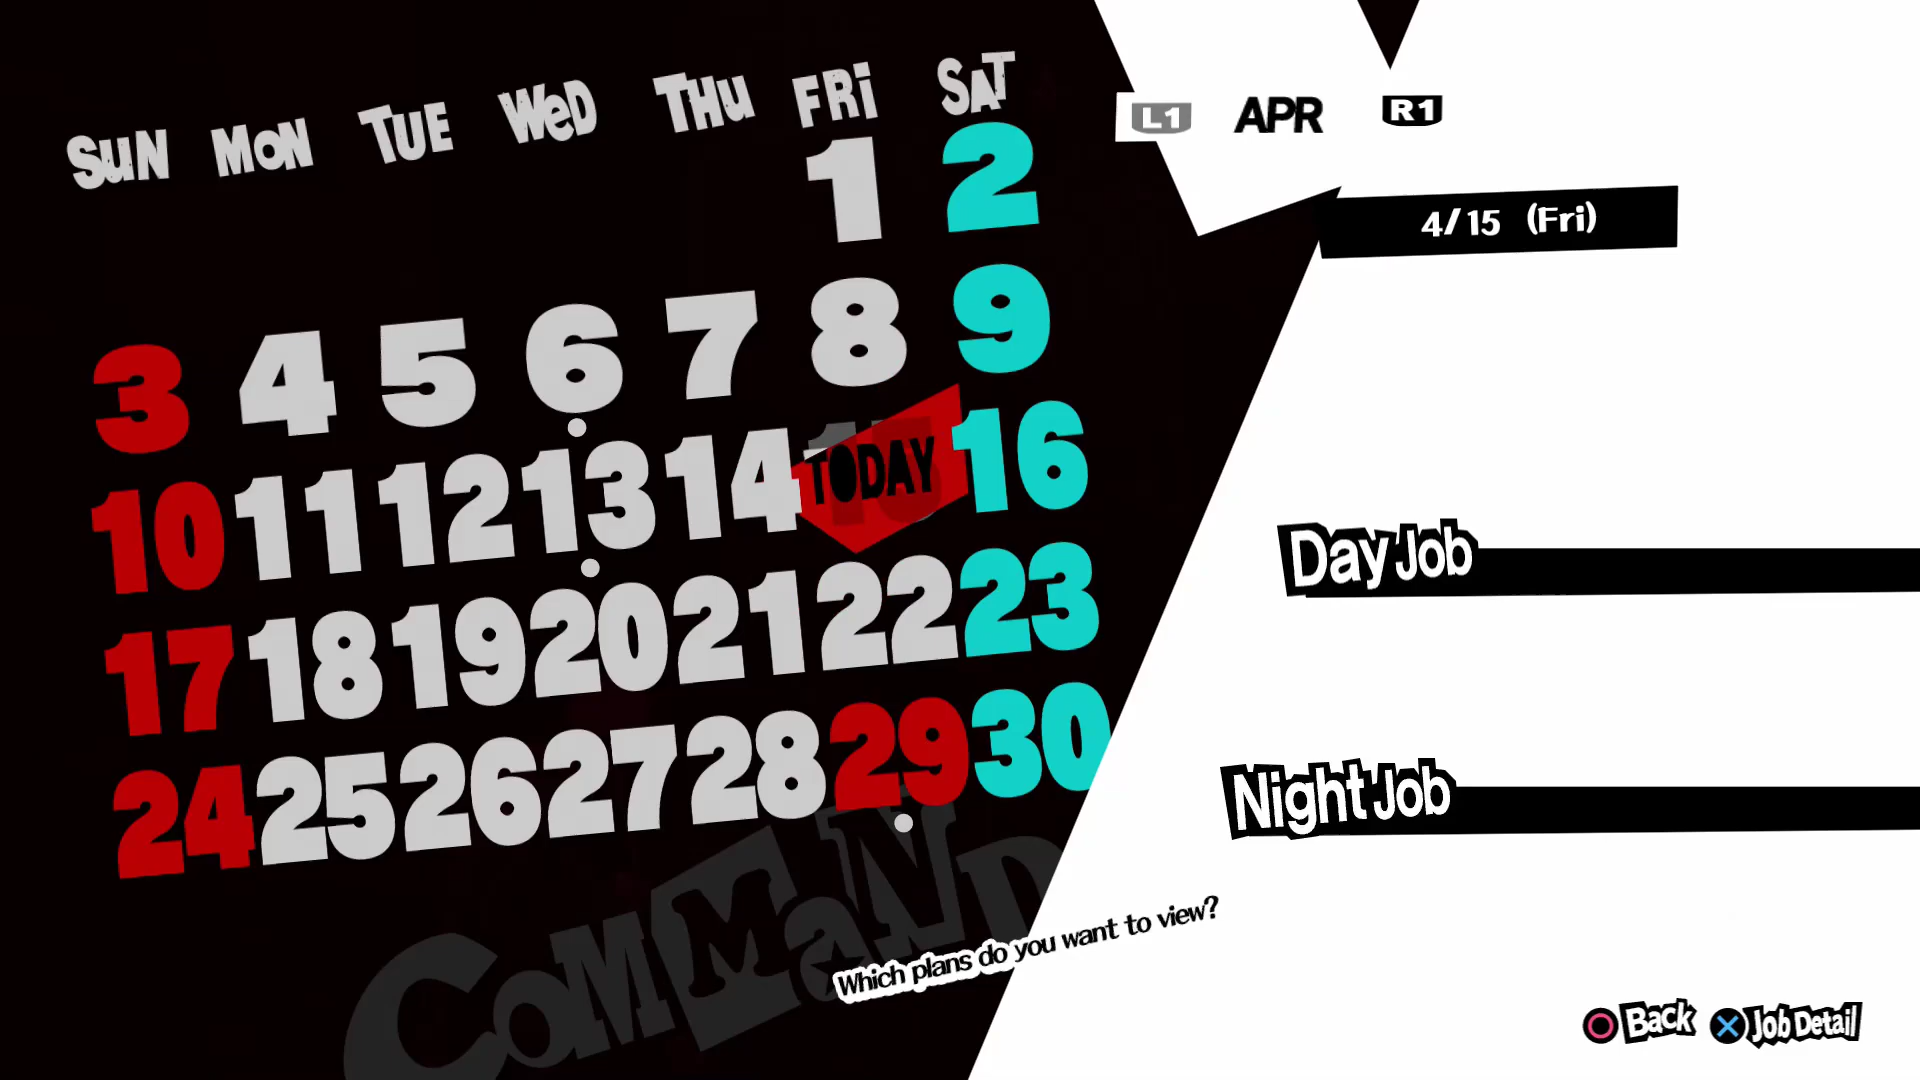 SuN MoN TUE WeD THu FRi SAT
1 2
3 4 5 6 7 8 9
10 11 12 13 14 15 TODAY 16
17 18 19 20 21 22 23
24 25 26 27 28 29 30
L1 APR R1
4/15 (Fri)
Day Job
Night Job
CoMMaND
Which plans do you want to view?
Back Job Detail